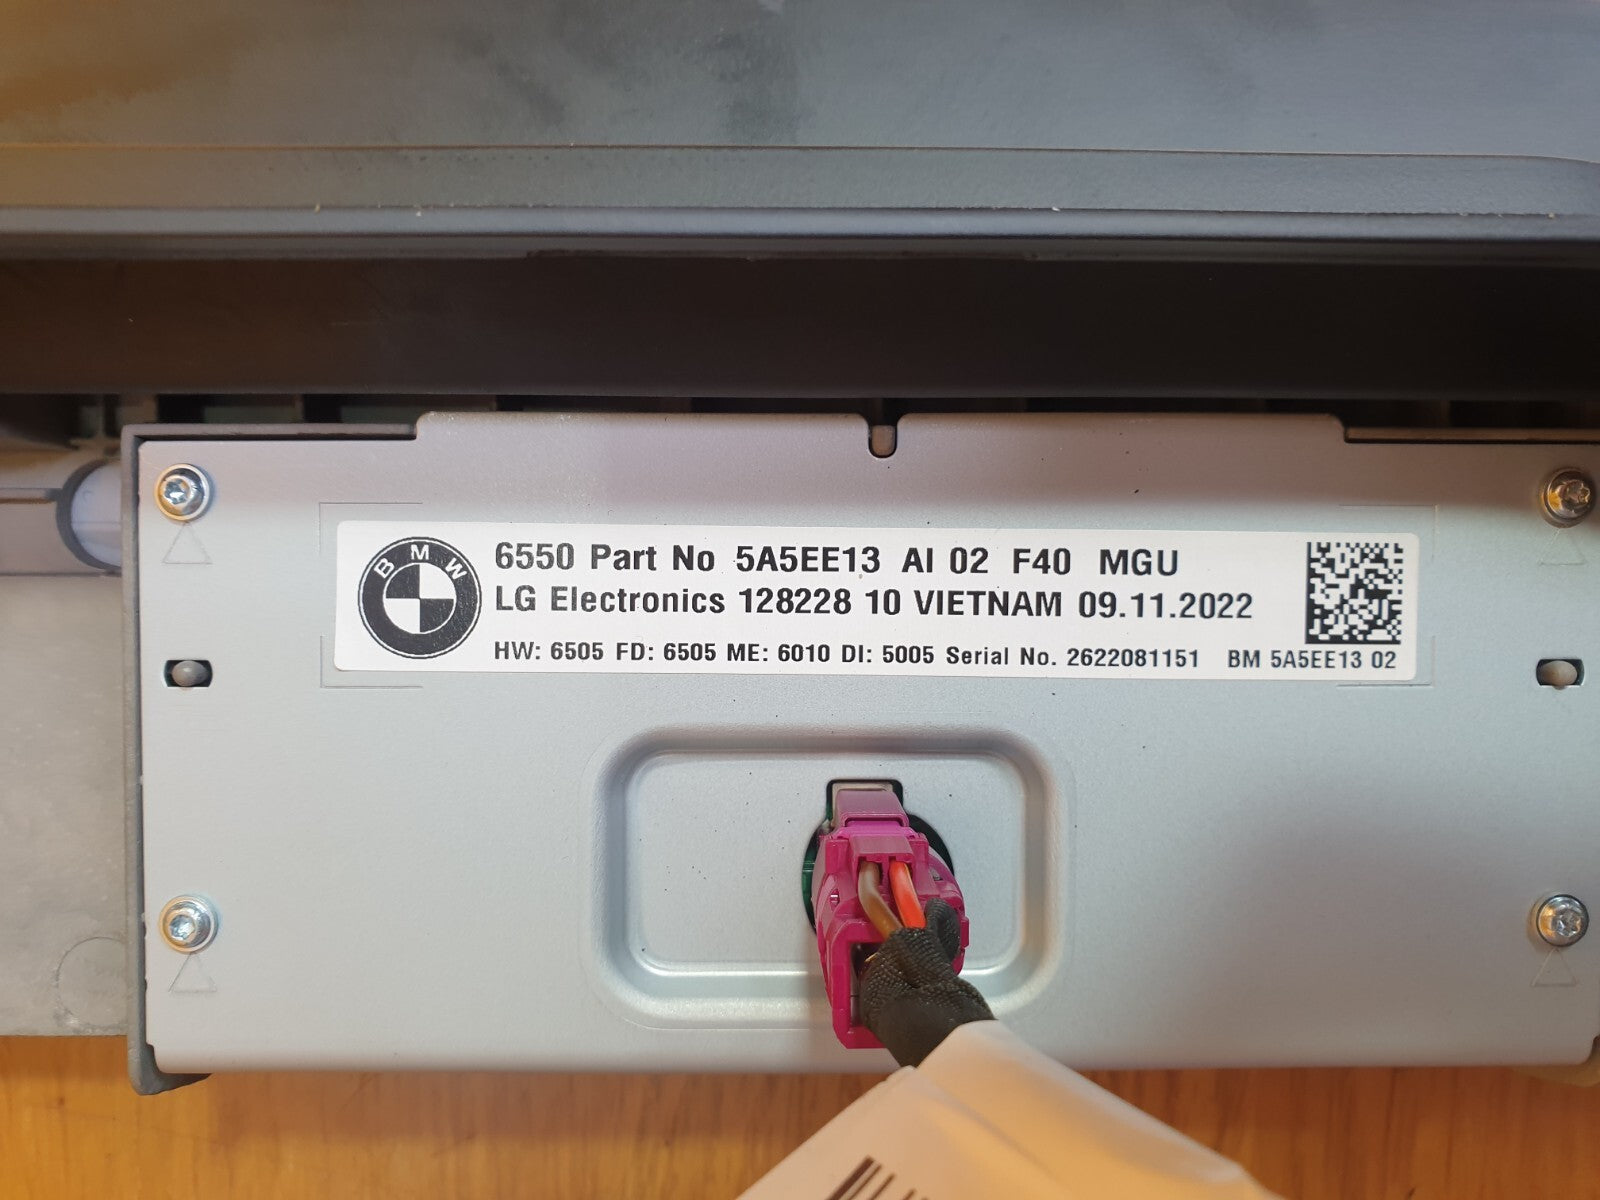 BMW
6550 Part No 5A5EE13 AI 02 F40 MGU
LG Electronics 128228 10 VIETNAM 09.11.2022
HW: 6505 FD: 6505 ME: 6010 DI: 5005 Serial No. 2622081151 BM 5A5EE13 02